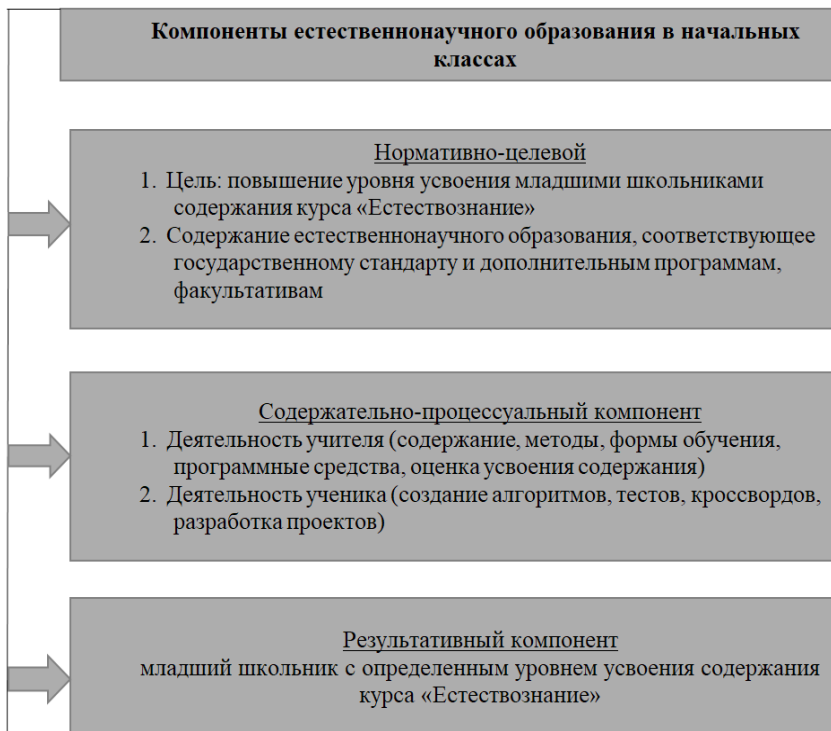 Компоненты естественнонаучного образования в начальных
классах
Нормативно-целевой
1. Цель: повышение уровня усвоения младшими школьниками
содержания курса «Естествознание»
2. Содержание естественнонаучного образования, соответствующее
государственному стандарту и дополнительным программам,
факультативам
Содержательно-процессуальный компонент
1. Деятельность учителя (содержание, методы, формы обучения,
программные средства, оценка усвоения содержания)
2. Деятельность ученика (создание алгоритмов, тестов, кроссвордов,
разработка проектов)
Результативный компонент
младший школьник с определенным уровнем усвоения содержания
курса «Естествознание»